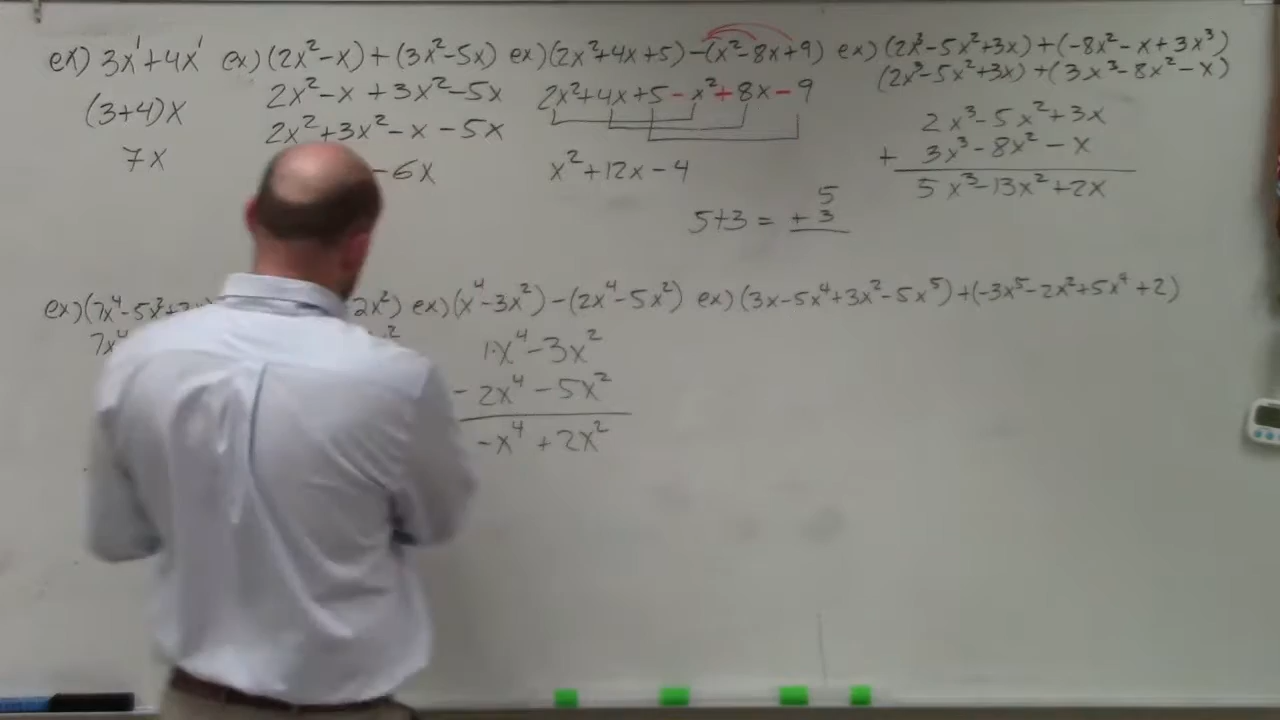 ex) 3x¹+4x¹
(3+4)x
7x
ex) (2x²-x)+(3x²-5x)
2x²-x+3x²-5x
2x²+3x²-x-5x
-6x
ex) (2x²+4x+5)-(x²-8x+9)
2x²+4x+5-x²+8x-9
x²+12x-4
5+3=
5
+3
ex) (2x³-5x²+3x)+(-8x²-x+3x³)
(2x³-5x²+3x)+(3x³-8x²-x)
2x³-5x²+3x
+ 3x³-8x²-x
5x³-13x²+2x
ex) (7x⁴-5x³+2x
2x²)
7x⁴
ex) (x⁴-3x²)-(2x⁴-5x²)
1·x⁴-3x²
- 2x⁴-5x²
-x⁴+2x²
ex) (3x-5x⁴+3x²-5x⁵)+(-3x⁵-2x²+5x⁴+2)